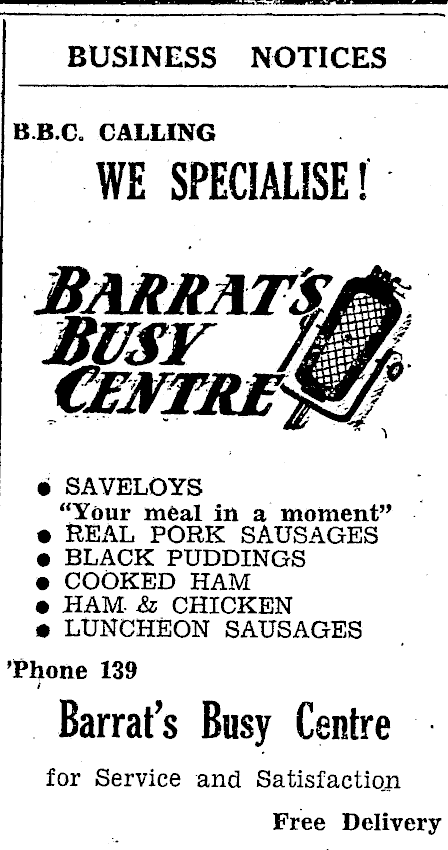 BUSINESS NOTICES
B.B.C. CALLING
WE SPECIALISE!
BARRAT'S
BUSY
CENTRE
• SAVELOYS
"Your meal in a moment"
• REAL PORK SAUSAGES
• BLACK PUDDINGS
• COOKED HAM
• HAM & CHICKEN
• LUNCHEON SAUSAGES
'Phone 139
Barrat's Busy Centre
for Service and Satisfaction
Free Delivery